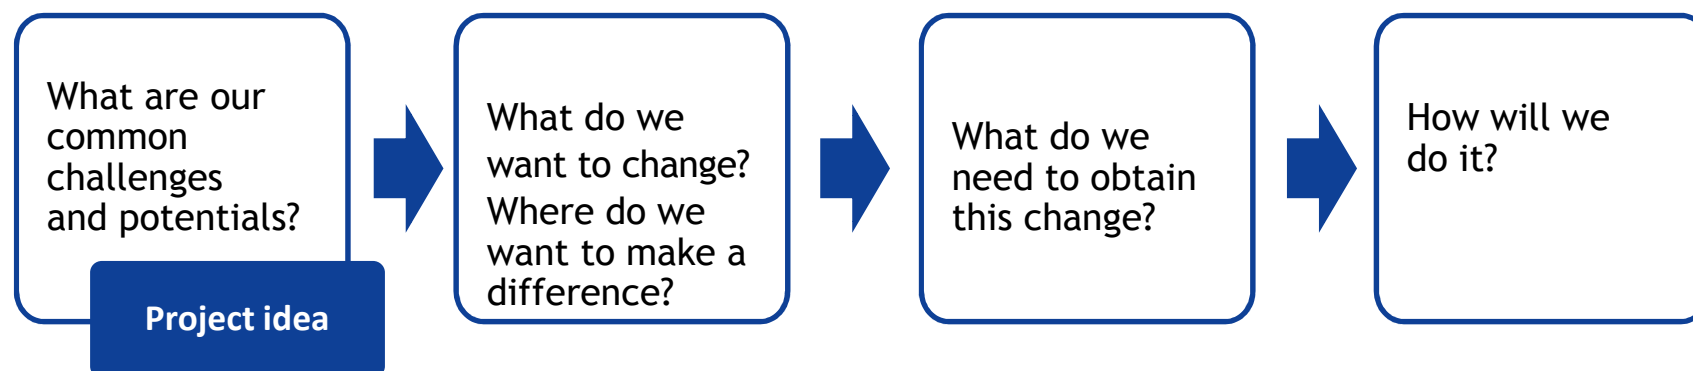 What are our
common
challenges
and potentials?
Project idea
What do we
want to change?
Where do we
want to make a
difference?
What do we
need to obtain
this change?
How will we
do it?